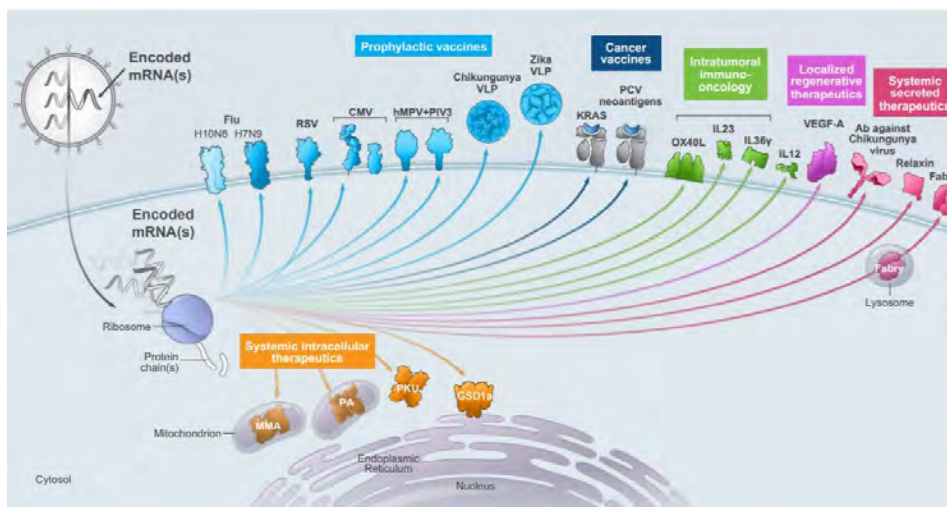 Encoded
mRNA(s)
Prophylactic vaccines
Cancer
vaccines
Intratumoral
immuno-
oncology
Localized
regenerative
therapeutics
Systemic
secreted
therapeutics
Flu
H10N8 H7N9
RSV
CMV
hMPV+PIV3
Chikungunya
VLP
Zika
VLP
KRAS
PCV
neoantigens
OX40L
IL23
IL36γ
IL12
VEGF-A
Ab against
Chikungunya
virus
Relaxin
Encoded
mRNA(s)
Ribosome
Protein
chain(s)
Fabry
Lysosome
Systemic intracellular
therapeutics
MMA
PA
PKU
GSD1a
Mitochondrion
Endoplasmic
Reticulum
Nucleus
Cytosol